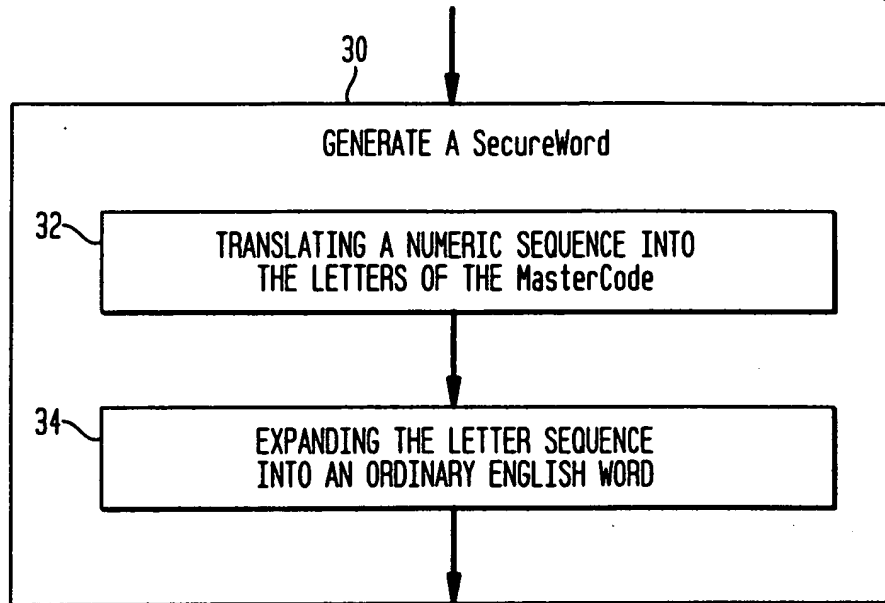 30
GENERATE A SecureWord
32
TRANSLATING A NUMERIC SEQUENCE INTO
THE LETTERS OF THE MasterCode
34
EXPANDING THE LETTER SEQUENCE
INTO AN ORDINARY ENGLISH WORD